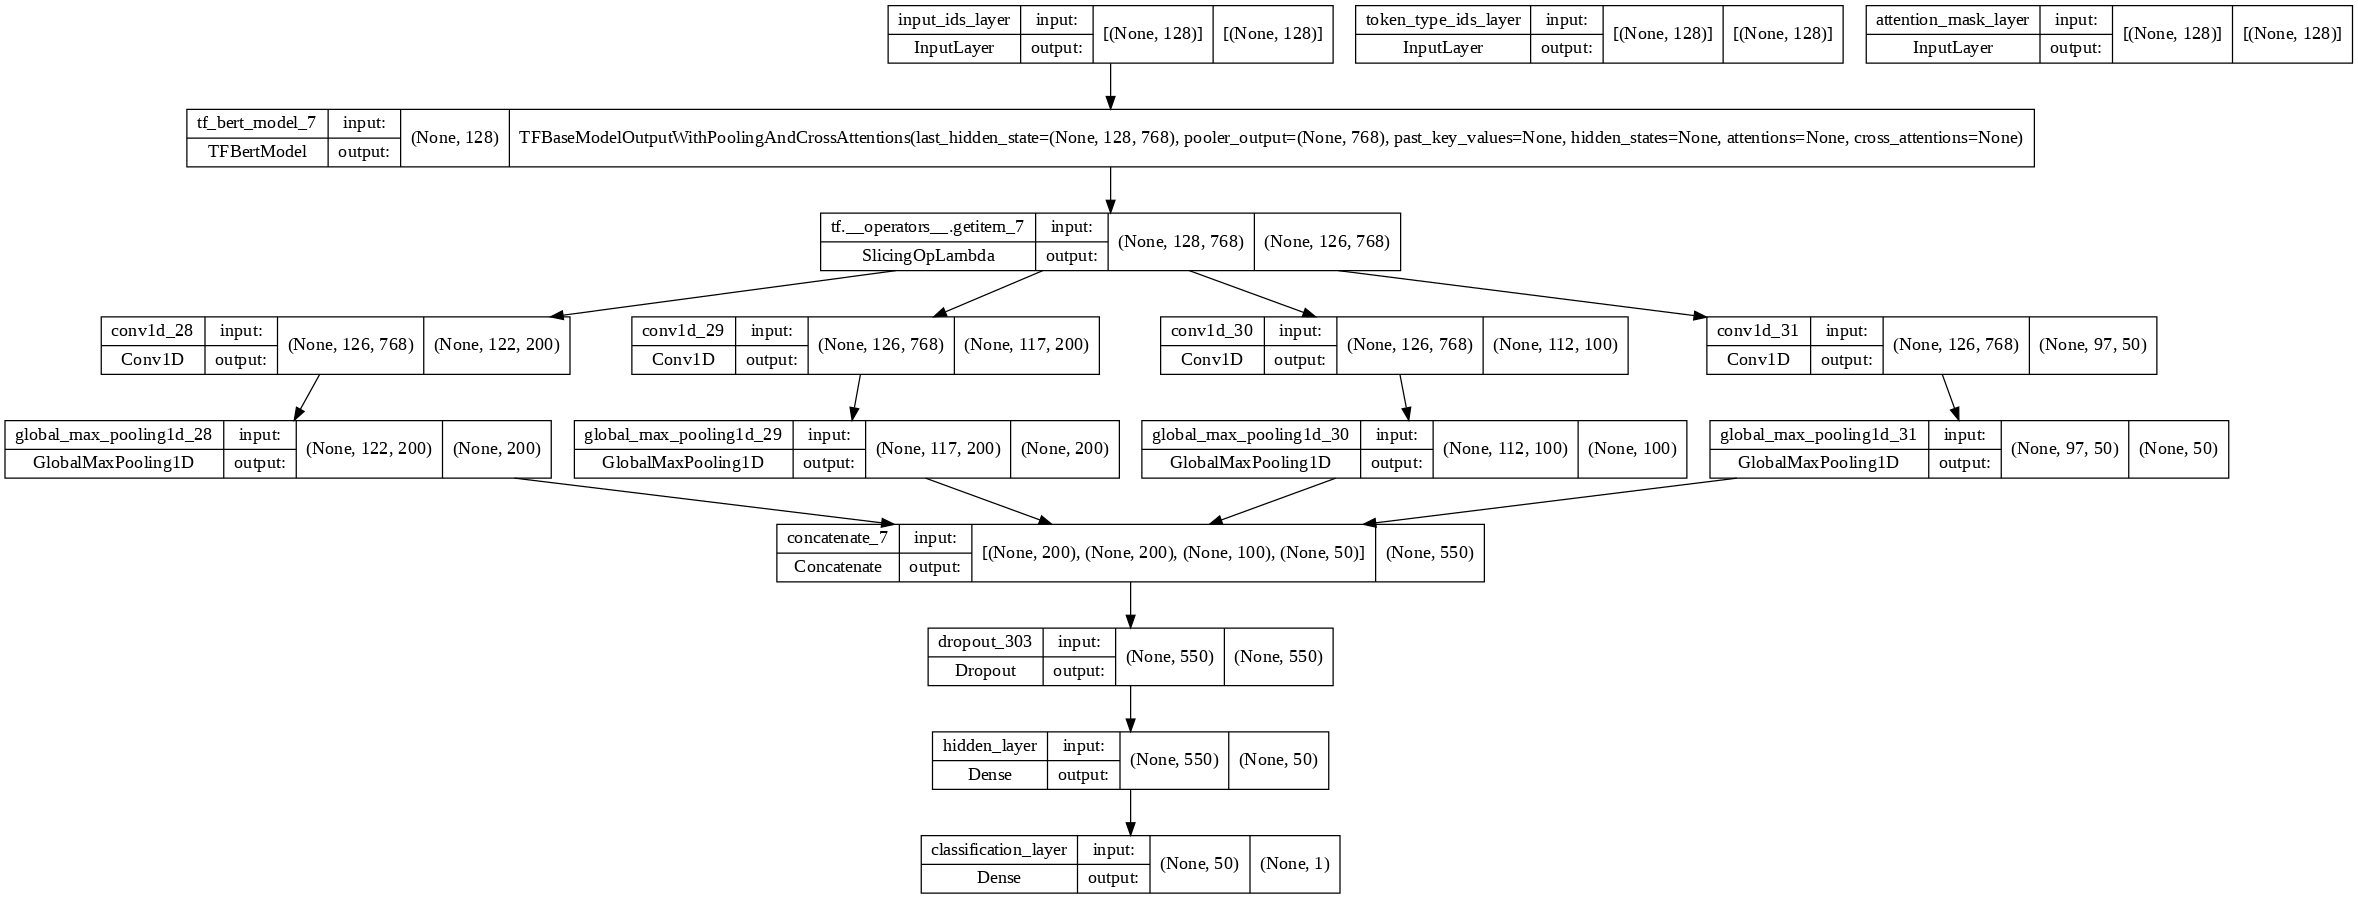 input_ids_layer input: [(None, 128)] [(None, 128)]
InputLayer output:
token_type_ids_layer input: [(None, 128)] [(None, 128)]
InputLayer output:
attention_mask_layer input: [(None, 128)] [(None, 128)]
InputLayer output:
tf_bert_model_7 input: (None, 128) TFBaseModelOutputWithPoolingAndCrossAttentions(last_hidden_state=(None, 128, 768), pooler_output=(None, 768), past_key_values=None, hidden_states=None, attentions=None, cross_attentions=None)
TFBertModel output:
tf.__operators__.getitem_7 input: (None, 128, 768) (None, 126, 768)
SlicingOpLambda output:
conv1d_28 input: (None, 126, 768) (None, 122, 200)
Conv1D output:
conv1d_29 input: (None, 126, 768) (None, 117, 200)
Conv1D output:
conv1d_30 input: (None, 126, 768) (None, 112, 100)
Conv1D output:
conv1d_31 input: (None, 126, 768) (None, 97, 50)
Conv1D output:
global_max_pooling1d_28 input: (None, 122, 200) (None, 200)
GlobalMaxPooling1D output:
global_max_pooling1d_29 input: (None, 117, 200) (None, 200)
GlobalMaxPooling1D output:
global_max_pooling1d_30 input: (None, 112, 100) (None, 100)
GlobalMaxPooling1D output:
global_max_pooling1d_31 input: (None, 97, 50) (None, 50)
GlobalMaxPooling1D output:
concatenate_7 input: [(None, 200), (None, 200), (None, 100), (None, 50)] (None, 550)
Concatenate output:
dropout_303 input: (None, 550) (None, 550)
Dropout output:
hidden_layer input: (None, 550) (None, 50)
Dense output:
classification_layer input: (None, 50) (None, 1)
Dense output: